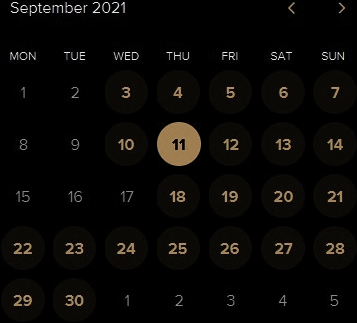 September 2021
MON TUE WED THU FRI SAT SUN
1 2 3 4 5 6 7
8 9 10 11 12 13 14
15 16 17 18 19 20 21
22 23 24 25 26 27 28
29 30 1 2 3 4 5